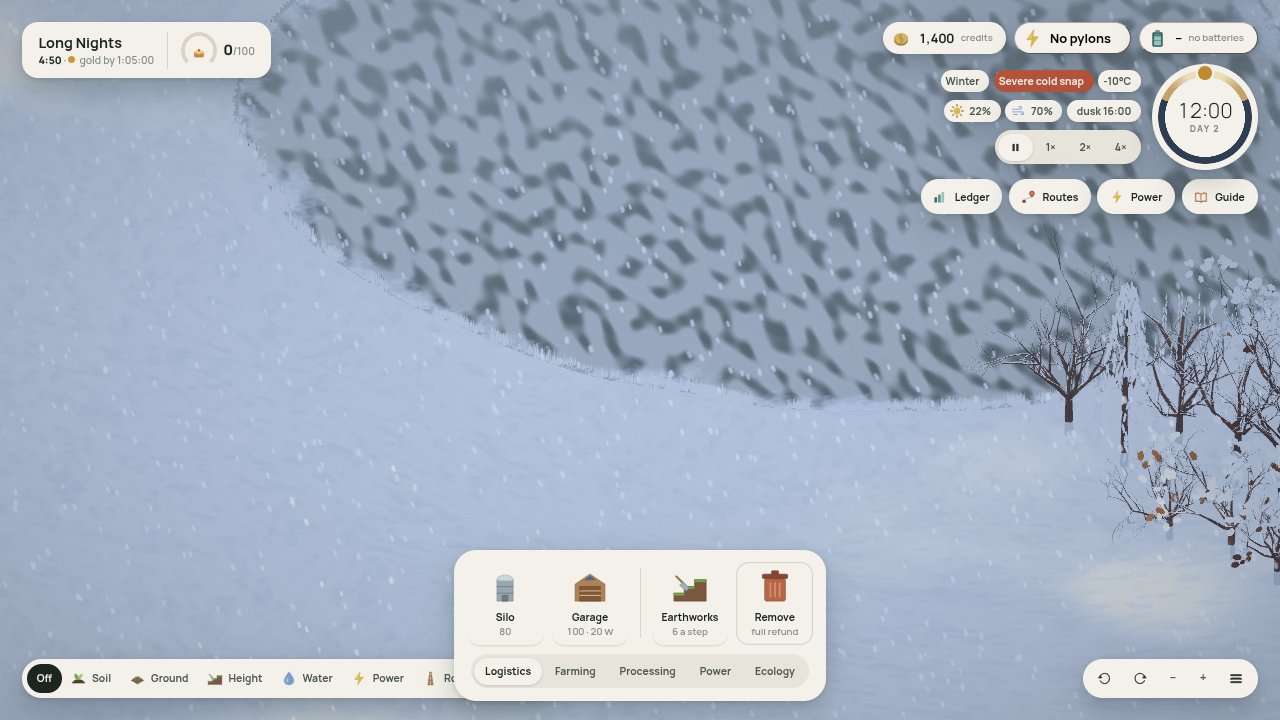 Long Nights
4:50 · gold by 1:05:00
0/100
1,400 credits
No pylons
– no batteries
Winter
Severe cold snap
-10°C
22%
70%
dusk 16:00
12:00
DAY 2
1×
2×
4×
Ledger
Routes
Power
Guide
Silo
80
Garage
100 · 20 W
Earthworks
6 a step
Remove
full refund
Logistics
Farming
Processing
Power
Ecology
Off
Soil
Ground
Height
Water
Power
−
+